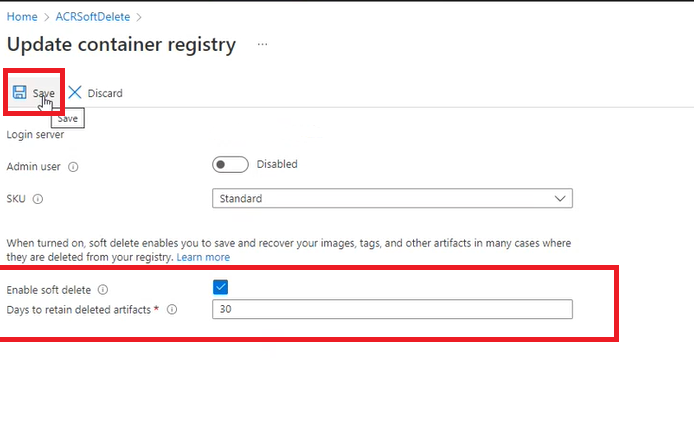 Home > ACRSoftDelete >
Update container registry ...
Save Discard
Save
Login server
Admin user Disabled
SKU Standard
When turned on, soft delete enables you to save and recover your images, tags, and other artifacts in many cases where
they are deleted from your registry. Learn more
Enable soft delete
Days to retain deleted artifacts * 30